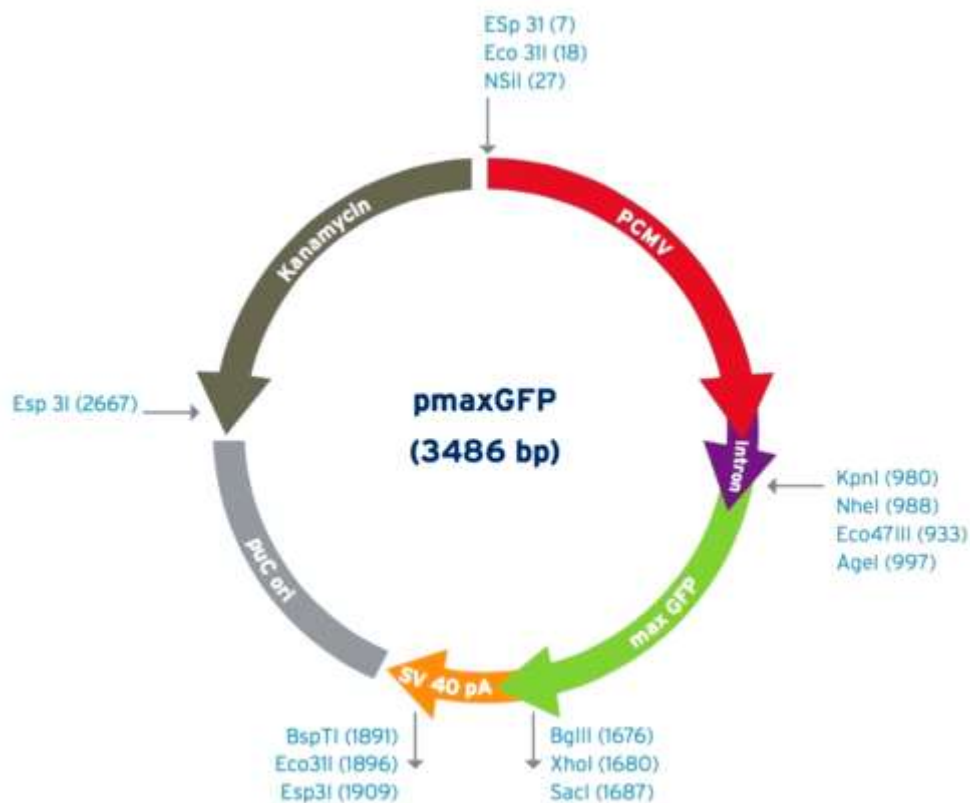 ESp 31 (7)
Eco 31I (18)
NSiI (27)
Kanamycin
PCMV
Esp 3I (2667)
pmaxGFP
(3486 bp)
intron
KpnI (980)
NheI (988)
Eco47III (933)
AgeI (997)
puC ori
max GFP
SV 40 pA
BspTI (1891)
Eco31I (1896)
Esp3I (1909)
BglII (1676)
XhoI (1680)
SacI (1687)